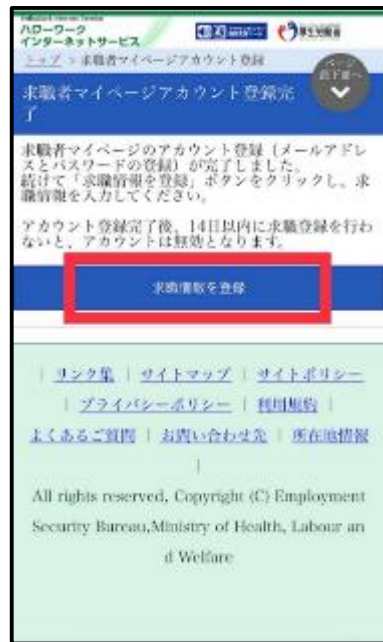 ハローワーク
インターネットサービス
厚生労働省
トップ > 求職者マイページアカウント登録
ページ
最下部へ
求職者マイページアカウント登録完
了
求職者マイページのアカウント登録（メールアドレ
スとパスワードの登録）が完了しました。
続けて「求職情報を登録」ボタンをクリックし、求
職情報を入力してください。
アカウント登録完了後、14日以内に求職登録を行わ
ないと、アカウントは無効となります。
求職情報を登録
| リンク集 | サイトマップ | サイトポリシー
| プライバシーポリシー | 利用規約 |
よくあるご質問 | お問い合わせ先 | 所在地情報
|
All rights reserved, Copyright (C) Employment
Security Bureau,Ministry of Health, Labour an
d Welfare